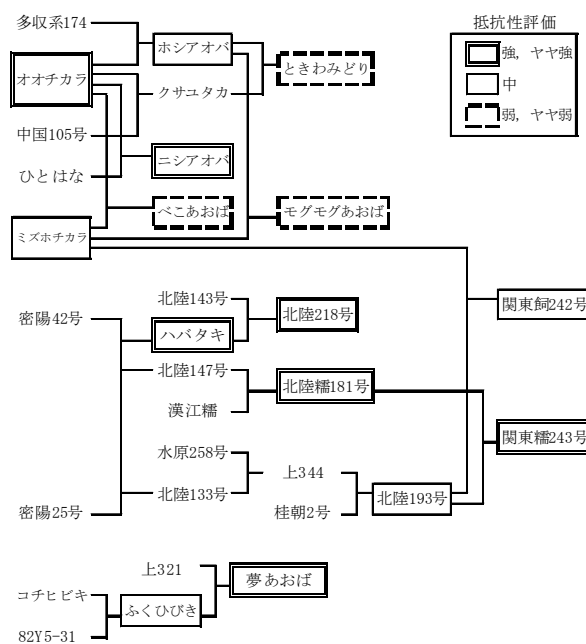 多収系174
オオチカラ
中国105号
ひとはな
ミズホチカラ
ホシアオバ
クサユタカ
ニシアオバ
べこあおば
ときわみどり
モグモグあおば
抵抗性評価
強，ヤヤ強
中
弱，ヤヤ弱
密陽42号
密陽25号
北陸143号
ハバタキ
北陸147号
漢江糯
水原258号
北陸133号
北陸218号
北陸糯181号
上344
桂朝2号
北陸193号
関東飼242号
関東糯243号
上321
コチヒビキ
82Y5-31
ふくひびき
夢あおば